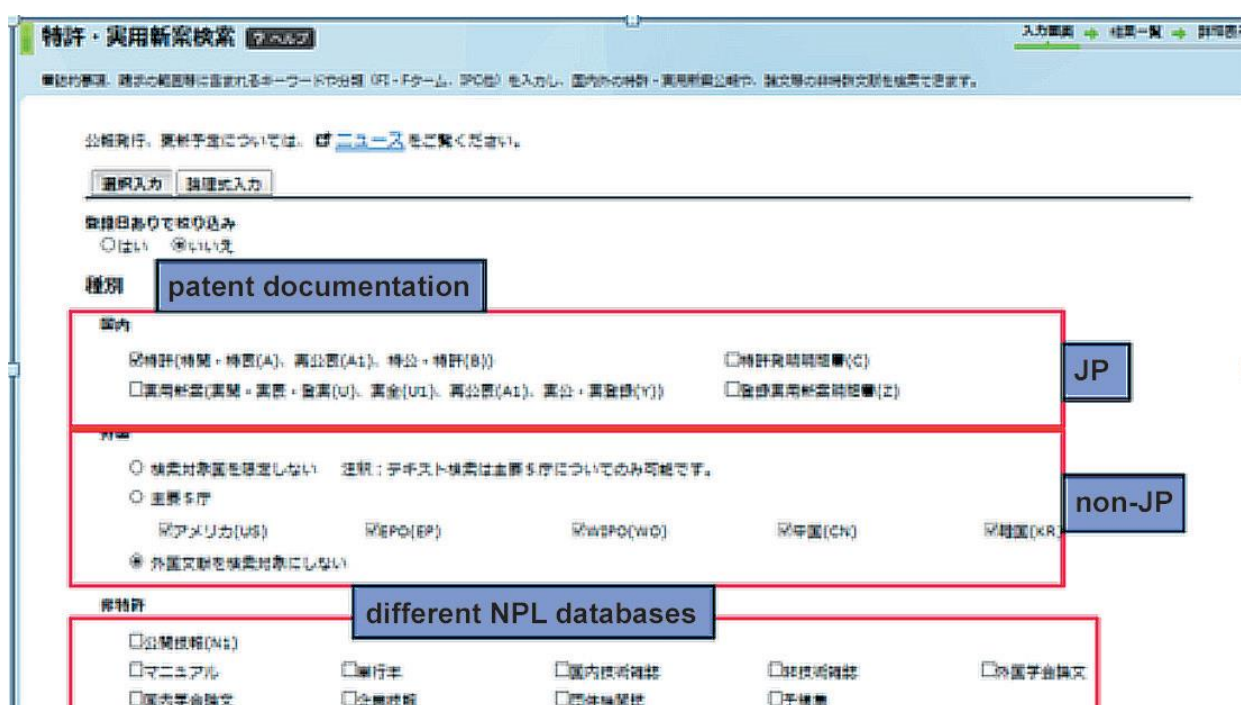 特許・実用新案検索 ?ヘルプ
入力画面 → 結果一覧 → 詳細表
■書誌的事項、請求の範囲等に含まれるキーワードや分類（FI・Fターム、IPC等）を入力し、国内外の特許・実用新案公報や、論文等の非特許文献を検索できます。
公報発行、更新予定については、ニュースをご覧ください。
選択入力 論理式入力
登録日ありで絞り込み
はい いいえ
種別
patent documentation
国内
特許(特開・特表(A)、再公表(A1)、特公・特許(B)) 特許発明明細書(C)
JP
実用新案(実開・実表・登実(U)、実全(U1)、再公表(A1)、実公・実登録(Y)) 登録実用新案明細書(Z)
外国
検索対象国を限定しない 注釈：テキスト検索は主要5庁についてのみ可能です。
主要5庁
non-JP
アメリカ(US) EPO(EP) WIPO(WO) 中国(CN) 韓国(KR)
外国文献を検索対象にしない
different NPL databases
非特許
公開技報(N1)
マニュアル 単行本 国内技術雑誌 非技術雑誌 外国学会論文
国内学会論文 企業技報 団体機関誌 予稿集